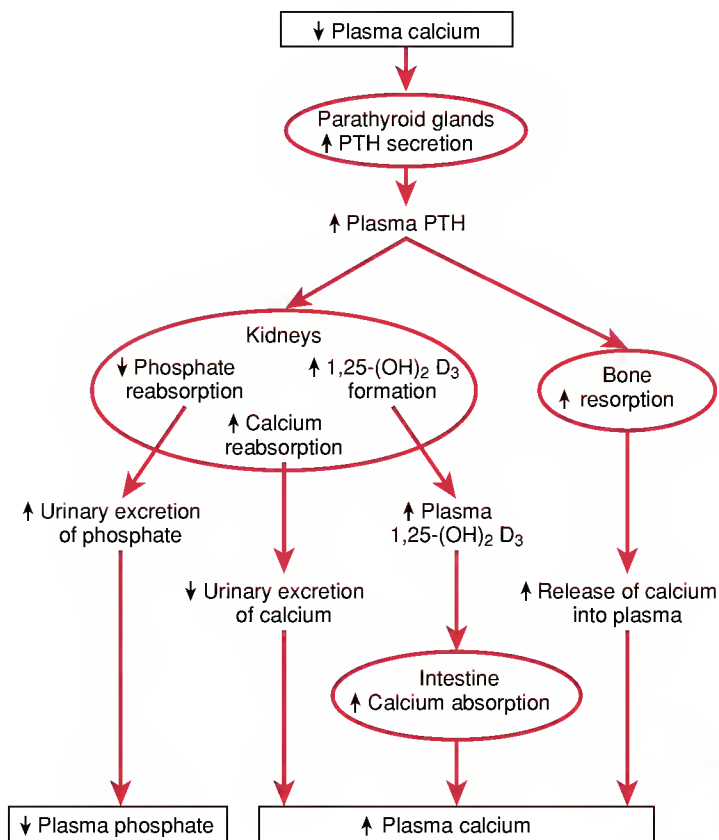 ↓ Plasma calcium
Parathyroid glands
↑ PTH secretion
↑ Plasma PTH
Kidneys
↓ Phosphate
reabsorption
↑ 1,25-(OH)₂ D₃
formation
↑ Calcium
reabsorption
Bone
↑ resorption
↑ Urinary excretion
of phosphate
↑ Plasma
1,25-(OH)₂ D₃
↓ Urinary excretion
of calcium
↑ Release of calcium
into plasma
Intestine
↑ Calcium absorption
↓ Plasma phosphate
↑ Plasma calcium